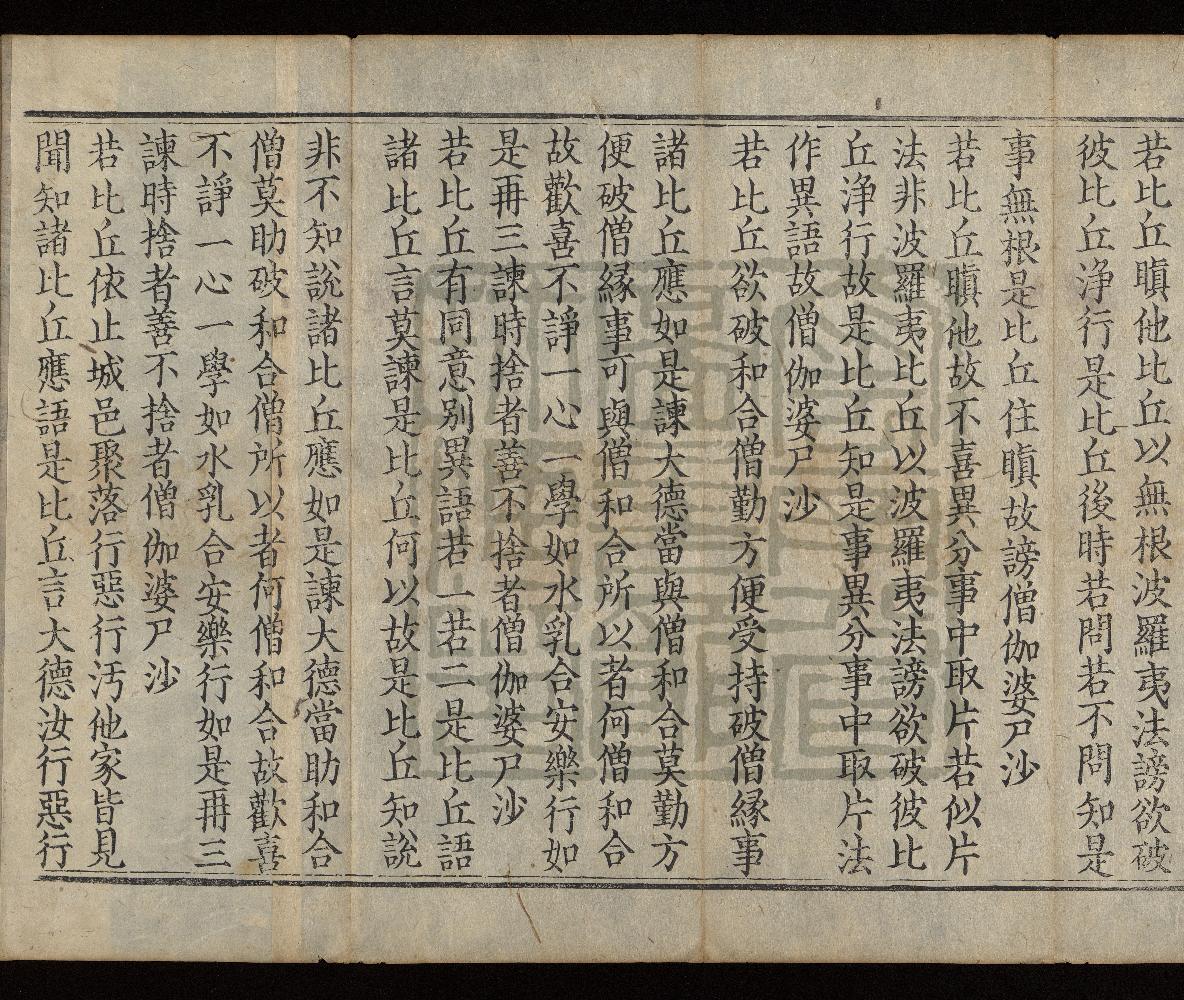 若比丘瞋他比丘以無根波羅夷法謗欲破
彼比丘淨行是比丘後時若問若不問知是
事無根是比丘住瞋故謗僧伽婆尸沙
若比丘瞋他故不喜異分事中取片若似片
法非波羅夷比丘以波羅夷法謗欲破彼比
丘淨行故是比丘知是事異分事中取片法
作異語故僧伽婆尸沙
若比丘欲破和合僧勤方便受持破僧緣事
諸比丘應如是諫大德當與僧和合莫勤方
便破僧緣事可與僧和合所以者何僧和合
故歡喜不諍一心一學如水乳合安樂行如
是再三諫時捨者善不捨者僧伽婆尸沙
若比丘有同意別異語若一若二是比丘語
諸比丘言莫諫是比丘何以故是比丘知說
非不知說諸比丘應如是諫大德當助和合
僧莫助破和合僧所以者何僧和合故歡喜
不諍一心一學如水乳合安樂行如是再三
諫時捨者善不捨者僧伽婆尸沙
若比丘依止城邑聚落行惡行汚他家皆見
聞知諸比丘應語是比丘言大德汝行惡行